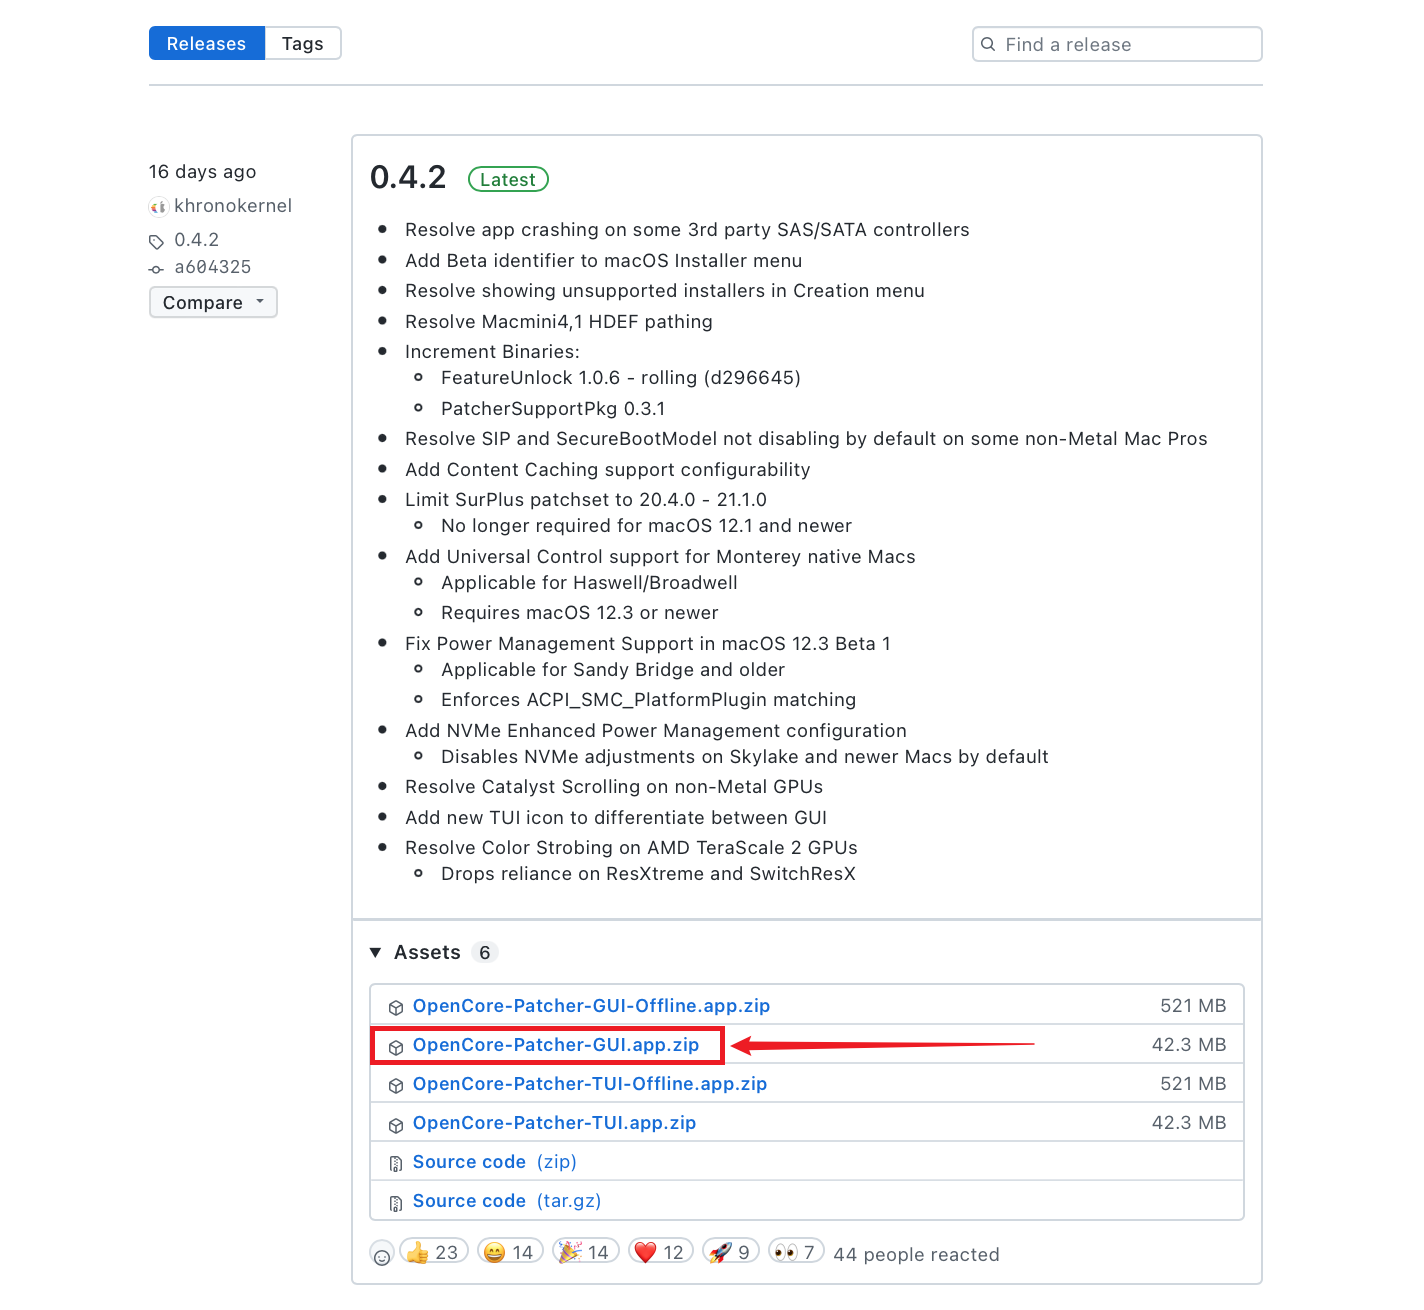 Releases
Tags
Find a release
16 days ago
khronokernel
0.4.2
a604325
Compare
0.4.2 Latest
Resolve app crashing on some 3rd party SAS/SATA controllers
Add Beta identifier to macOS Installer menu
Resolve showing unsupported installers in Creation menu
Resolve Macmini4,1 HDEF pathing
Increment Binaries:
FeatureUnlock 1.0.6 - rolling (d296645)
PatcherSupportPkg 0.3.1
Resolve SIP and SecureBootModel not disabling by default on some non-Metal Mac Pros
Add Content Caching support configurability
Limit SurPlus patchset to 20.4.0 - 21.1.0
No longer required for macOS 12.1 and newer
Add Universal Control support for Monterey native Macs
Applicable for Haswell/Broadwell
Requires macOS 12.3 or newer
Fix Power Management Support in macOS 12.3 Beta 1
Applicable for Sandy Bridge and older
Enforces ACPI_SMC_PlatformPlugin matching
Add NVMe Enhanced Power Management configuration
Disables NVMe adjustments on Skylake and newer Macs by default
Resolve Catalyst Scrolling on non-Metal GPUs
Add new TUI icon to differentiate between GUI
Resolve Color Strobing on AMD TeraScale 2 GPUs
Drops reliance on ResXtreme and SwitchResX
Assets 6
OpenCore-Patcher-GUI-Offline.app.zip 521 MB
OpenCore-Patcher-GUI.app.zip 42.3 MB
OpenCore-Patcher-TUI-Offline.app.zip 521 MB
OpenCore-Patcher-TUI.app.zip 42.3 MB
Source code (zip)
Source code (tar.gz)
23 14 14 12 9 7 44 people reacted